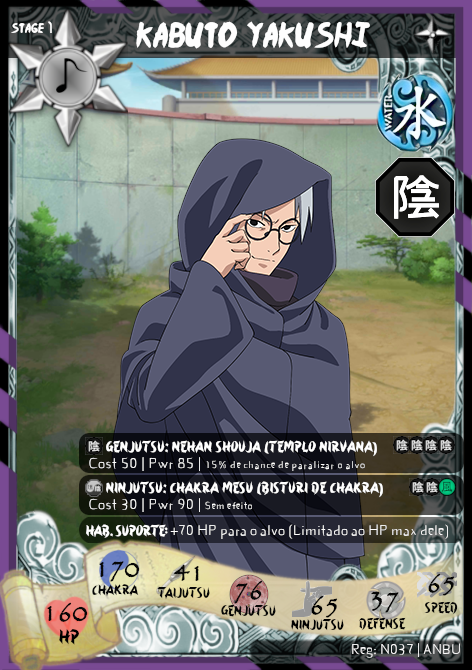 STAGE 1
KABUTO YAKUSHI
WATER
氷
陰
陰 GENJUTSU: NEHAN SHOUJA (TEMPLO NIRVANA) 陰 陰 陰 陰
Cost 50 | Pwr 85 | 15% de chance de paralizar o alvo
NINJUTSU: CHAKRA MESU (BISTURI DE CHAKRA) 陰 陰
Cost 30 | Pwr 90 | Sem efeito
HAB. SUPORTE: +70 HP para o alvo (Limitado ao HP max dele)
170 CHAKRA
41 TAIJUTSU
76 GENJUTSU
65 NINJUTSU
37 DEFENSE
65 SPEED
160 HP
Reg: N037 | ANBU